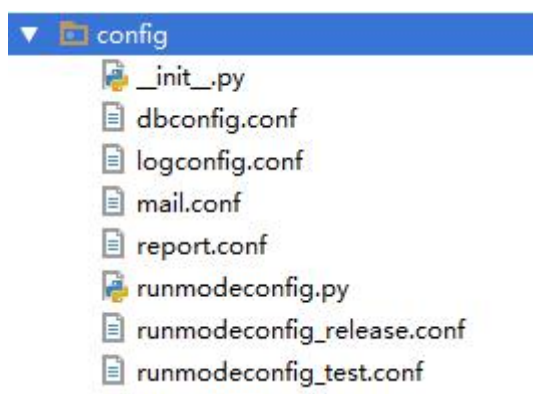 config
__init__.py
dbconfig.conf
logconfig.conf
mail.conf
report.conf
runmodeconfig.py
runmodeconfig_release.conf
runmodeconfig_test.conf